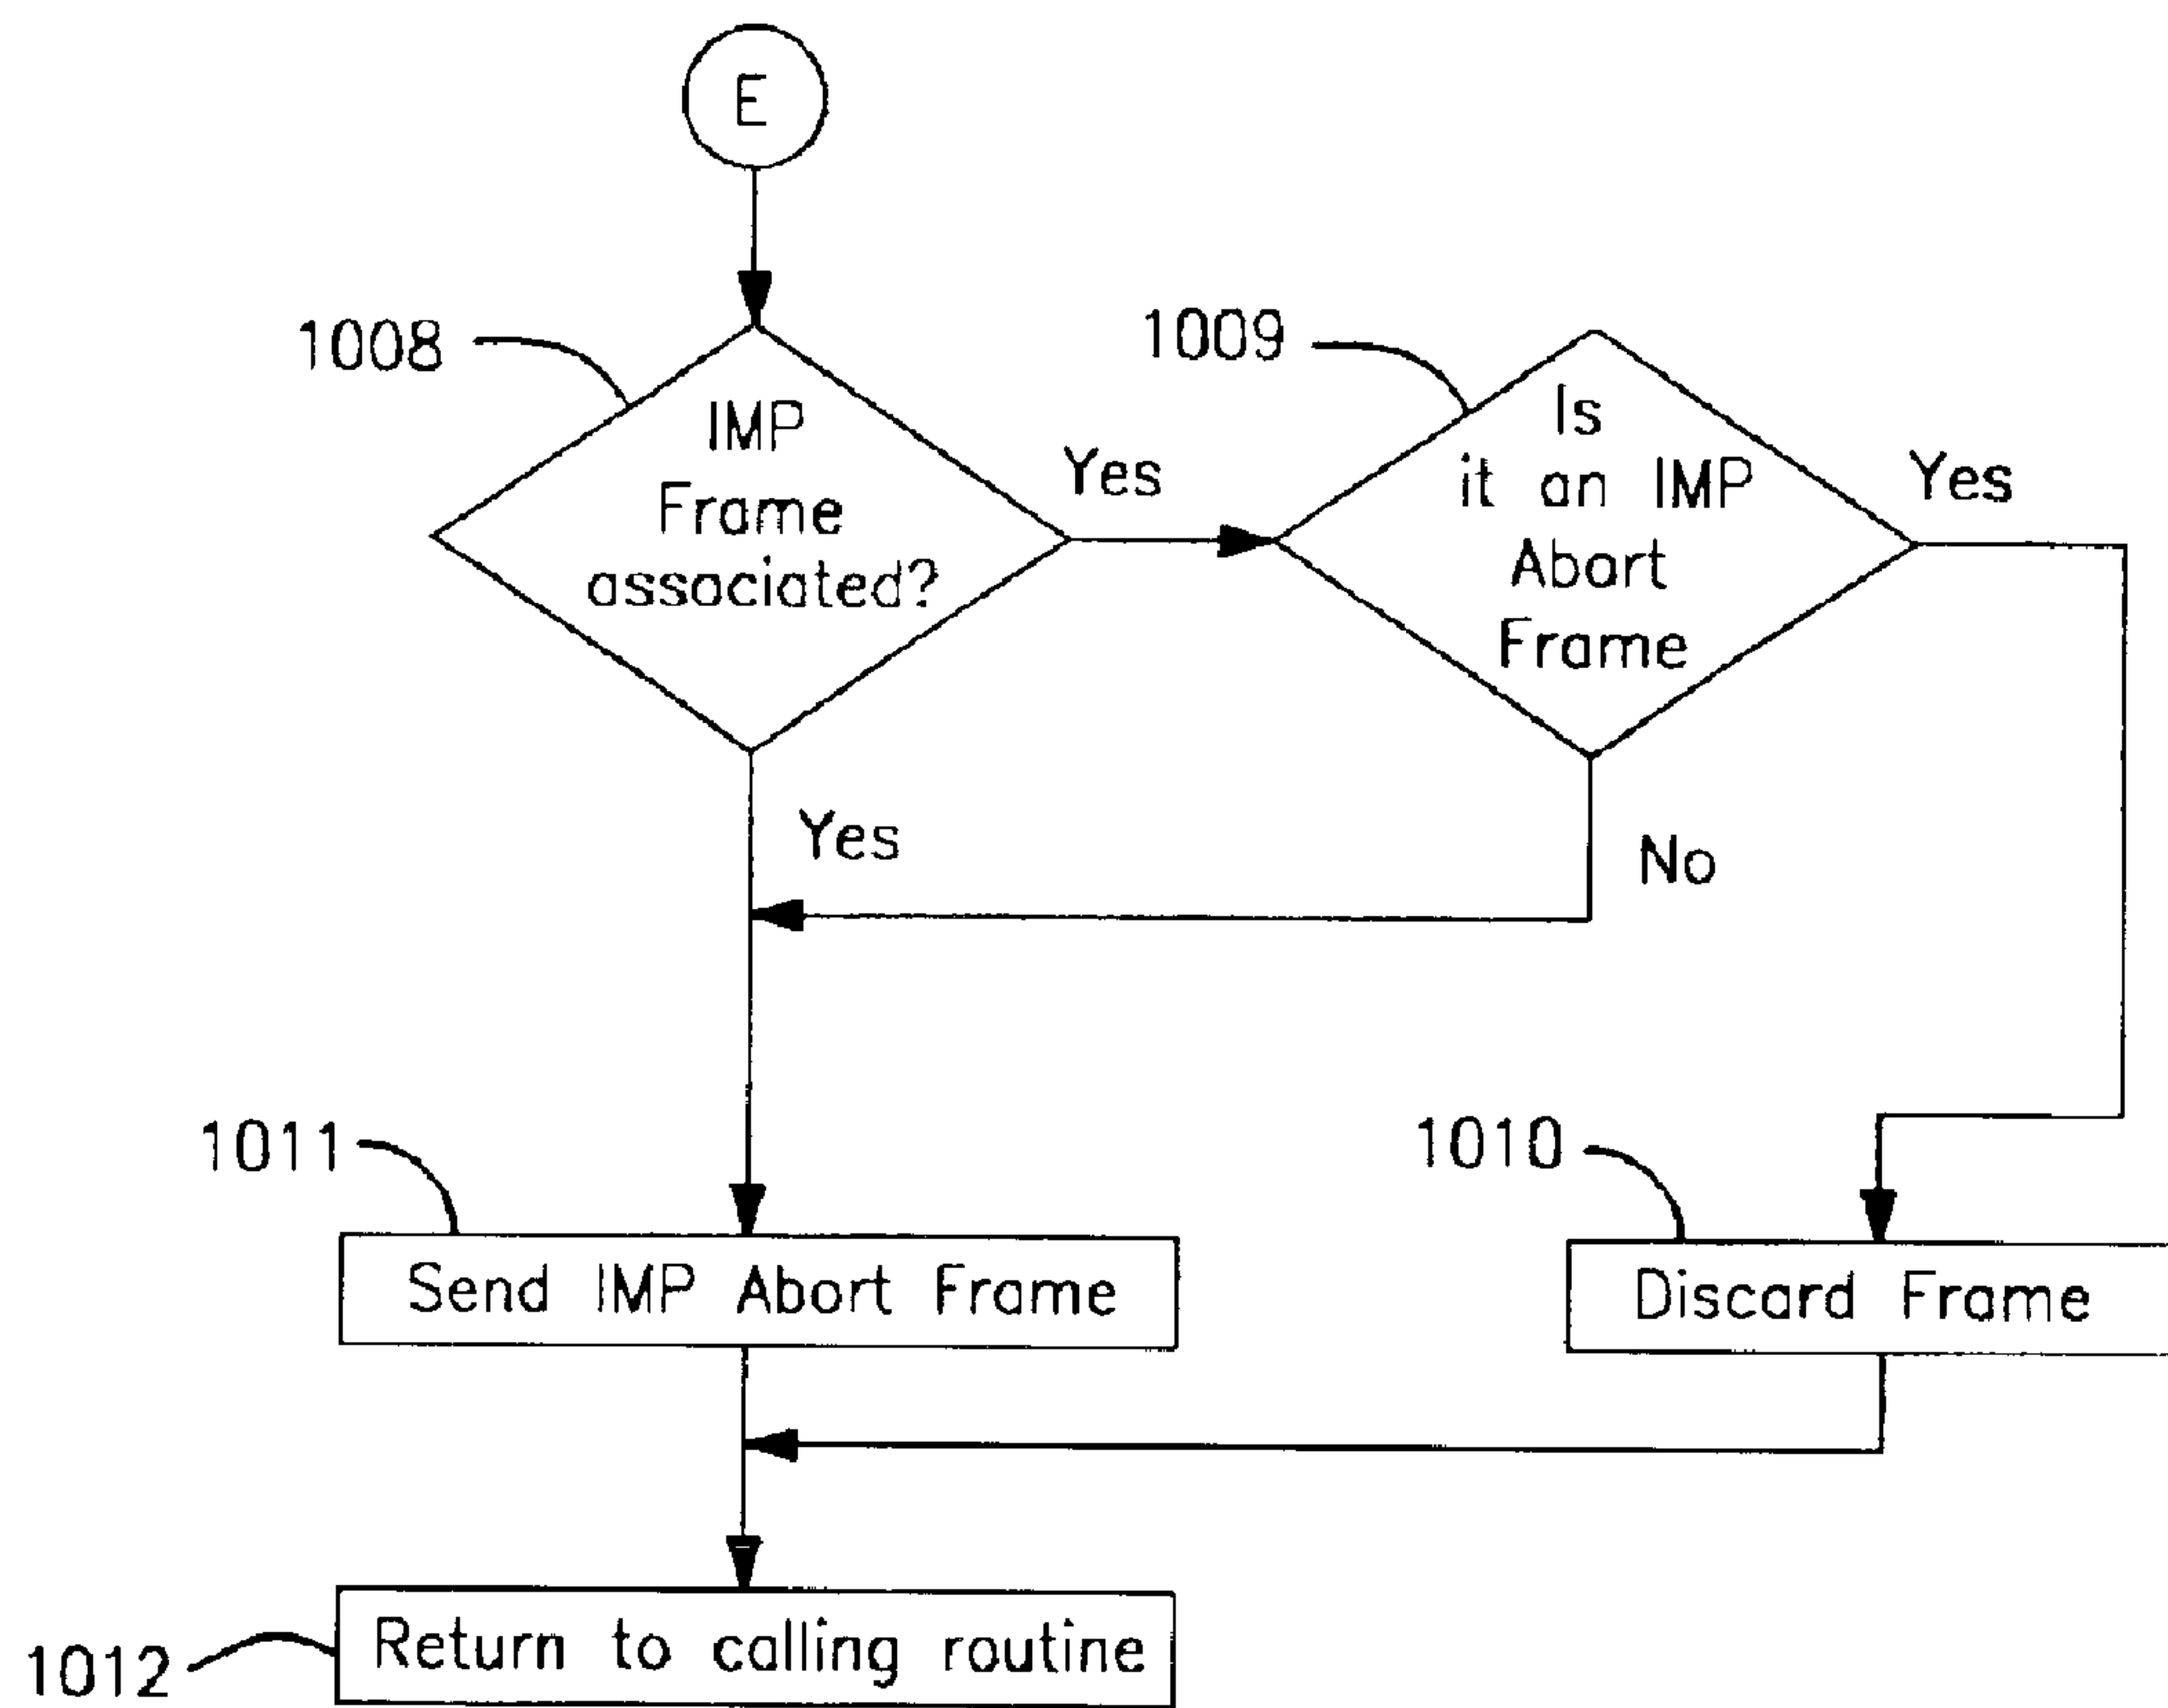 E
1008
IMP
Frame
associated?
Yes
1009
Is
it an IMP
Abort
Frame
Yes
Yes
No
1011
Send IMP Abort Frame
1010
Discard Frame
1012
Return to calling routine